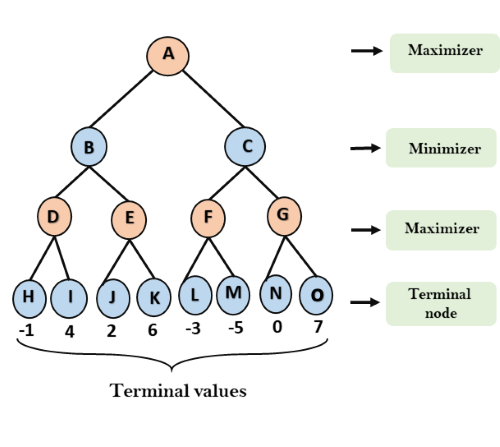 A
Maximizer
B
C
Minimizer
D
E
F
G
Maximizer
H
I
J
K
L
M
N
O
Terminal
node
-1
4
2
6
-3
-5
0
7
Terminal values